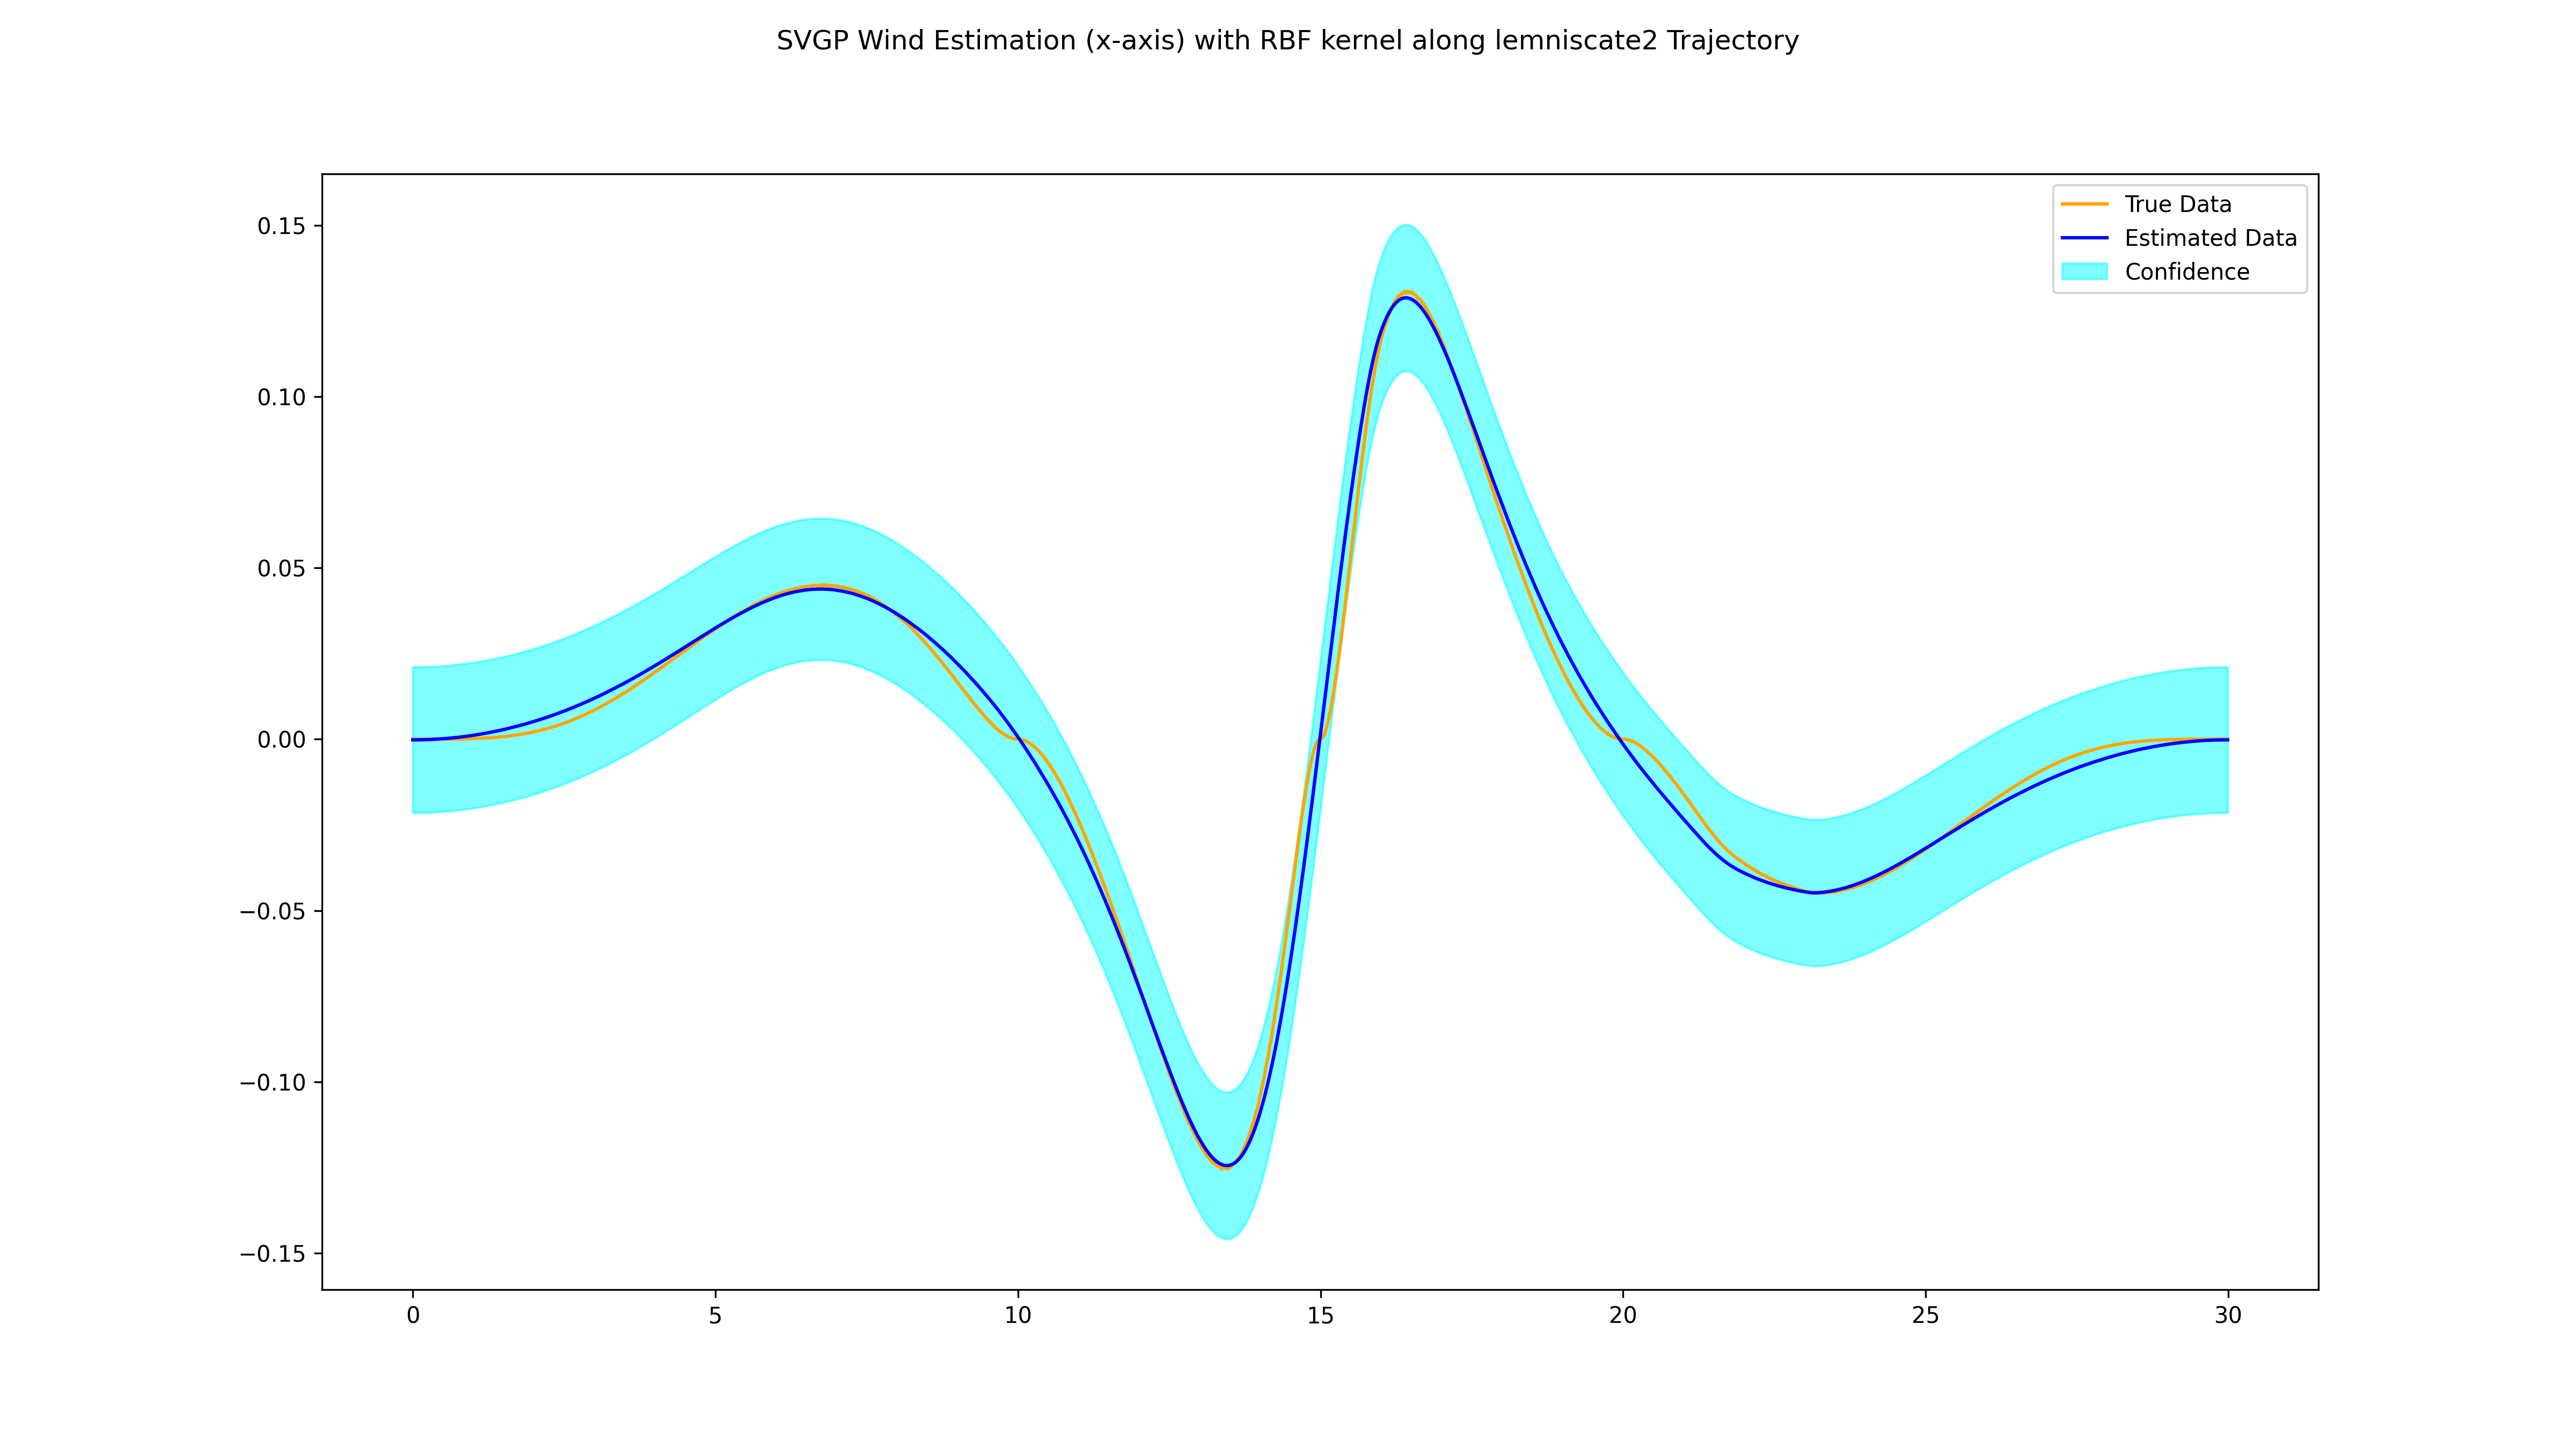 SVGP Wind Estimation (x-axis) with RBF kernel along lemniscate2 Trajectory
True Data
Estimated Data
Confidence
0.15
0.10
0.05
0.00
−0.05
−0.10
−0.15
0 5 10 15 20 25 30